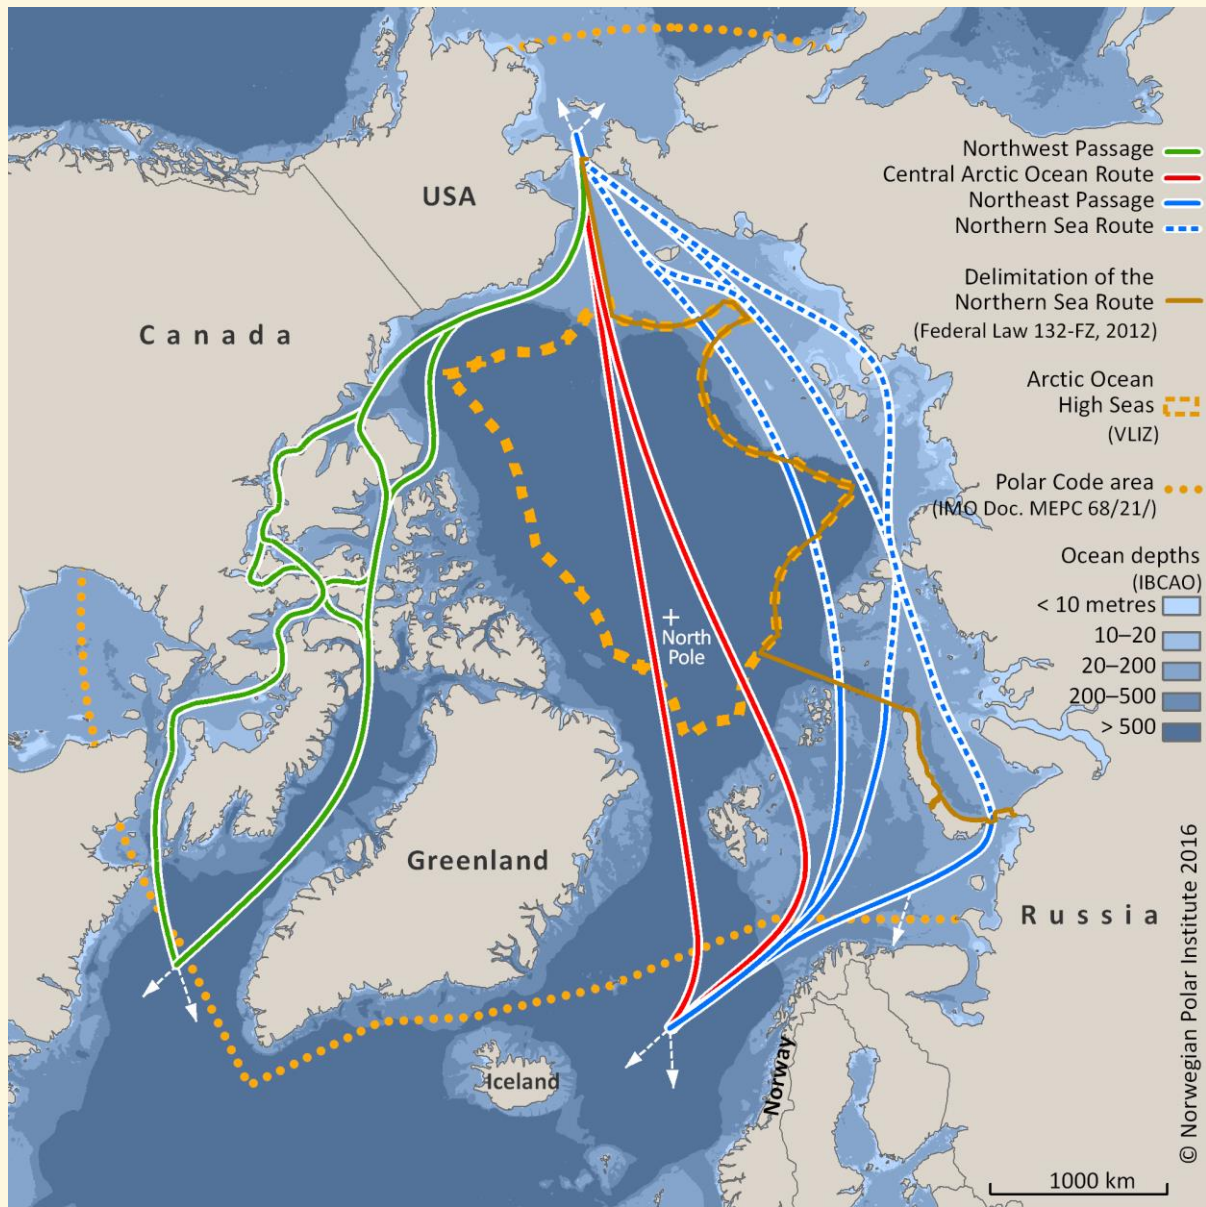 USA
Canada
Greenland
Iceland
Norway
Russia
+
North
Pole
Northwest Passage
Central Arctic Ocean Route
Northeast Passage
Northern Sea Route
Delimitation of the
Northern Sea Route
(Federal Law 132-FZ, 2012)
Arctic Ocean
High Seas
(VLIZ)
Polar Code area
(IMO Doc. MEPC 68/21/)
Ocean depths
(IBCAO)
< 10 metres
10–20
20–200
200–500
> 500
© Norwegian Polar Institute 2016
1000 km